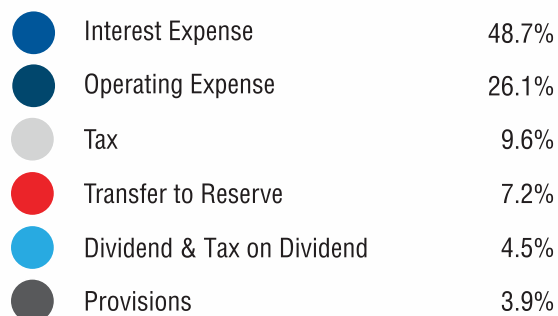 Interest Expense 48.7%
Operating Expense 26.1%
Tax 9.6%
Transfer to Reserve 7.2%
Dividend & Tax on Dividend 4.5%
Provisions 3.9%